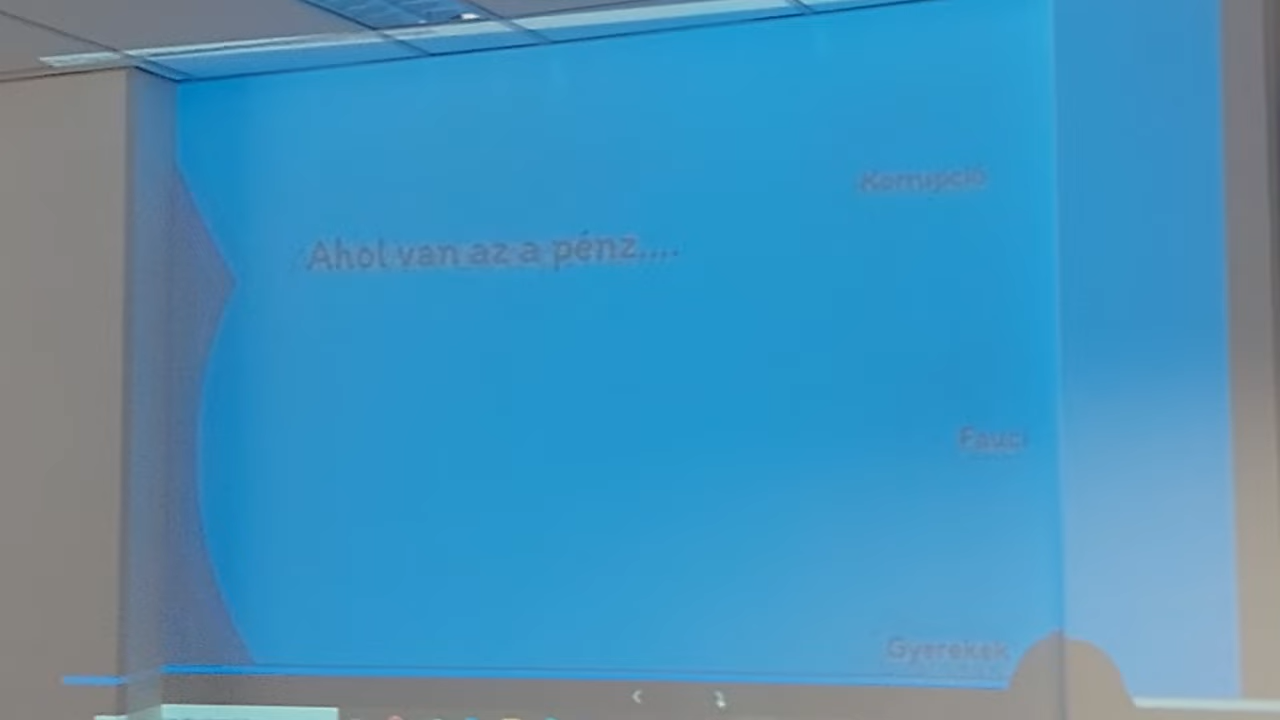 Korrupció
Ahol van az a pénz....
Fauci
Gyerekek